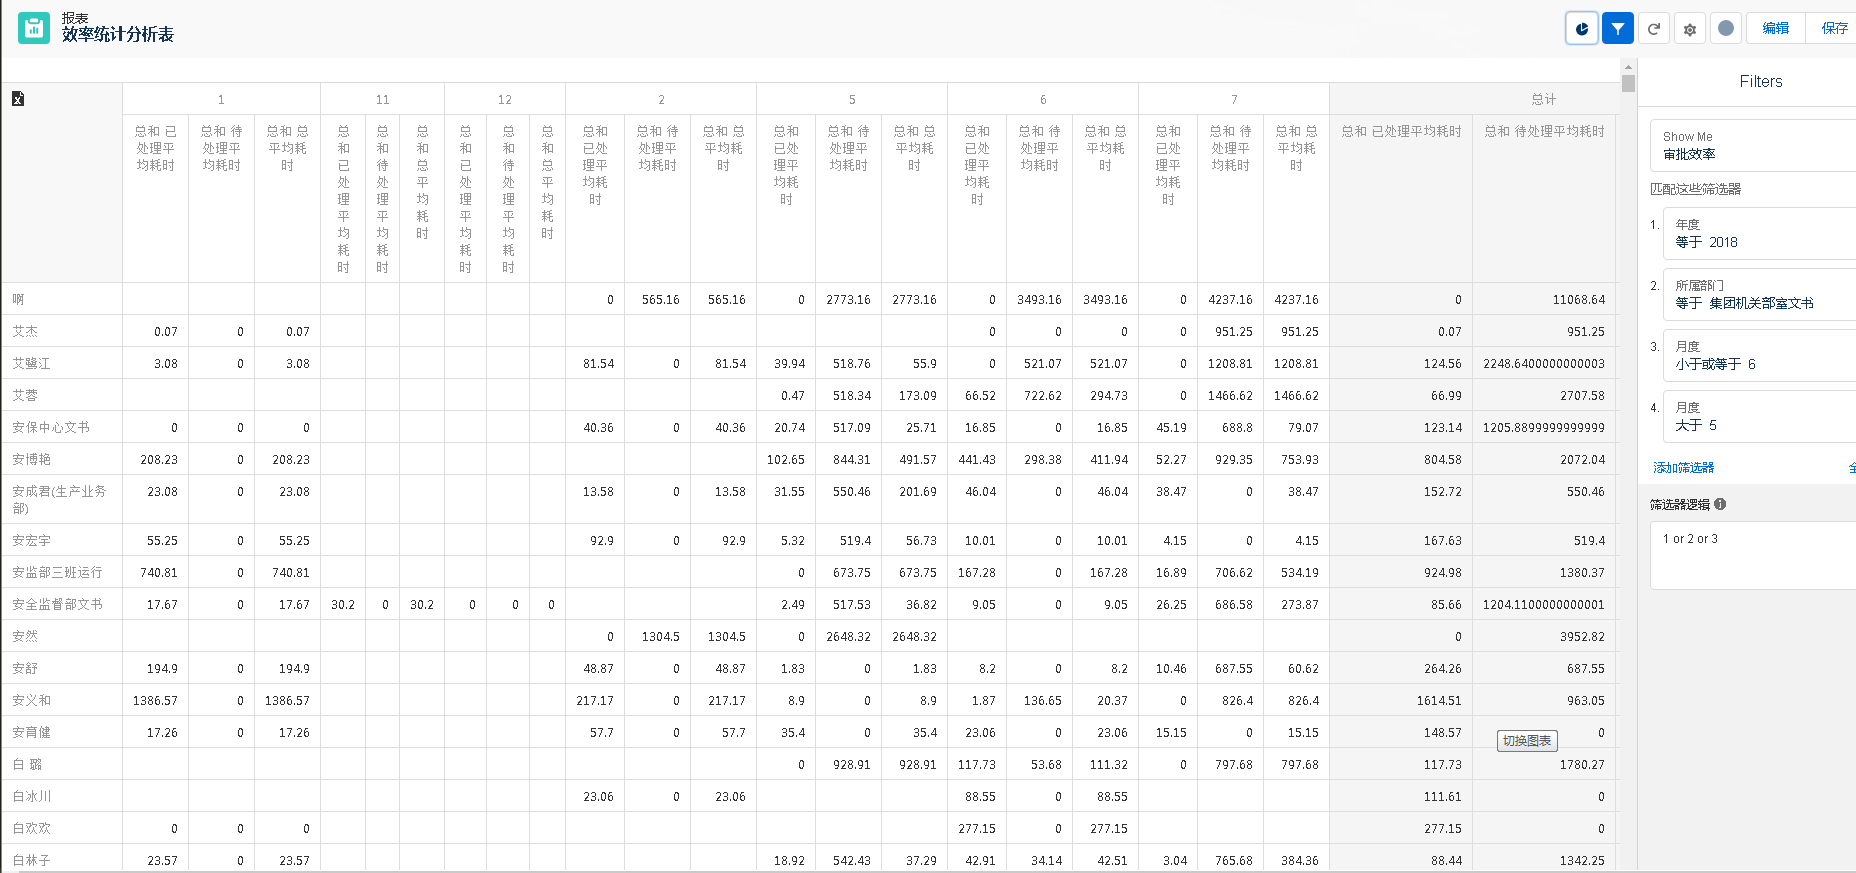 报表
效率统计分析表
编辑 保存
1 11 12 2 5 6 7 总计
总和 已处理平均耗时 总和 待处理平均耗时 总和 总平均耗时 总和 已处理平均耗时 总和 待处理平均耗时 总和 总平均耗时 总和 已处理平均耗时 总和 待处理平均耗时 总和 总平均耗时 总和 已处理平均耗时 总和 待处理平均耗时 总和 总平均耗时 总和 已处理平均耗时 总和 待处理平均耗时 总和 总平均耗时 总和 已处理平均耗时 总和 待处理平均耗时 总和 总平均耗时 总和 已处理平均耗时 总和 待处理平均耗时 总和 总平均耗时 总和 已处理平均耗时 总和 待处理平均耗时
啊 0 565.16 565.16 0 2773.16 2773.16 0 3493.16 3493.16 0 4237.16 4237.16 0 11068.64
艾杰 0.07 0 0.07 0 0 0 0 951.25 951.25 0.07 951.25
艾鹭江 3.08 0 3.08 81.54 0 81.54 39.94 518.76 55.9 0 521.07 521.07 0 1208.81 1208.81 124.56 2248.6400000000003
艾蓉 0.47 518.34 173.09 66.52 722.62 294.73 0 1466.62 1466.62 66.99 2707.58
安保中心文书 0 0 0 40.36 0 40.36 20.74 517.09 25.71 16.85 0 16.85 45.19 688.8 79.07 123.14 1205.8899999999999
安博艳 208.23 0 208.23 102.65 844.31 491.57 441.43 298.38 411.94 52.27 929.35 753.93 804.58 2072.04
安成君(生产业务部) 23.08 0 23.08 13.58 0 13.58 31.55 550.46 201.69 46.04 0 46.04 38.47 0 38.47 152.72 550.46
安宏宇 55.25 0 55.25 92.9 0 92.9 5.32 519.4 56.73 10.01 0 10.01 4.15 0 4.15 167.63 519.4
安监部三班运行 740.81 0 740.81 0 673.75 673.75 167.28 0 167.28 16.89 706.62 534.19 924.98 1380.37
安全监督部文书 17.67 0 17.67 30.2 0 30.2 0 0 0 2.49 517.53 36.82 9.05 0 9.05 26.25 686.58 273.87 85.66 1204.1100000000001
安然 0 1304.5 1304.5 0 2648.32 2648.32 0 3952.82
安舒 194.9 0 194.9 48.87 0 48.87 1.83 0 1.83 8.2 0 8.2 10.46 687.55 60.62 264.26 687.55
安义和 1386.57 0 1386.57 217.17 0 217.17 8.9 0 8.9 1.87 136.65 20.37 0 826.4 826.4 1614.51 963.05
安育健 17.26 0 17.26 57.7 0 57.7 35.4 0 35.4 23.06 0 23.06 15.15 0 15.15 148.57 0
切换图表
白 璐 0 928.91 928.91 117.73 53.68 111.32 0 797.68 797.68 117.73 1780.27
白冰川 23.06 0 23.06 88.55 0 88.55 111.61 0
白欢欢 0 0 0 277.15 0 277.15 277.15 0
白林子 23.57 0 23.57 18.92 542.43 37.29 42.91 34.14 42.51 3.04 765.68 384.36 88.44 1342.25
Filters
Show Me
审批效率
匹配这些筛选器
1. 年度
等于 2018
2. 所属部门
等于 集团机关部室文书
3. 月度
小于或等于 6
4. 月度
大于 5
添加筛选器
筛选器逻辑
1 or 2 or 3